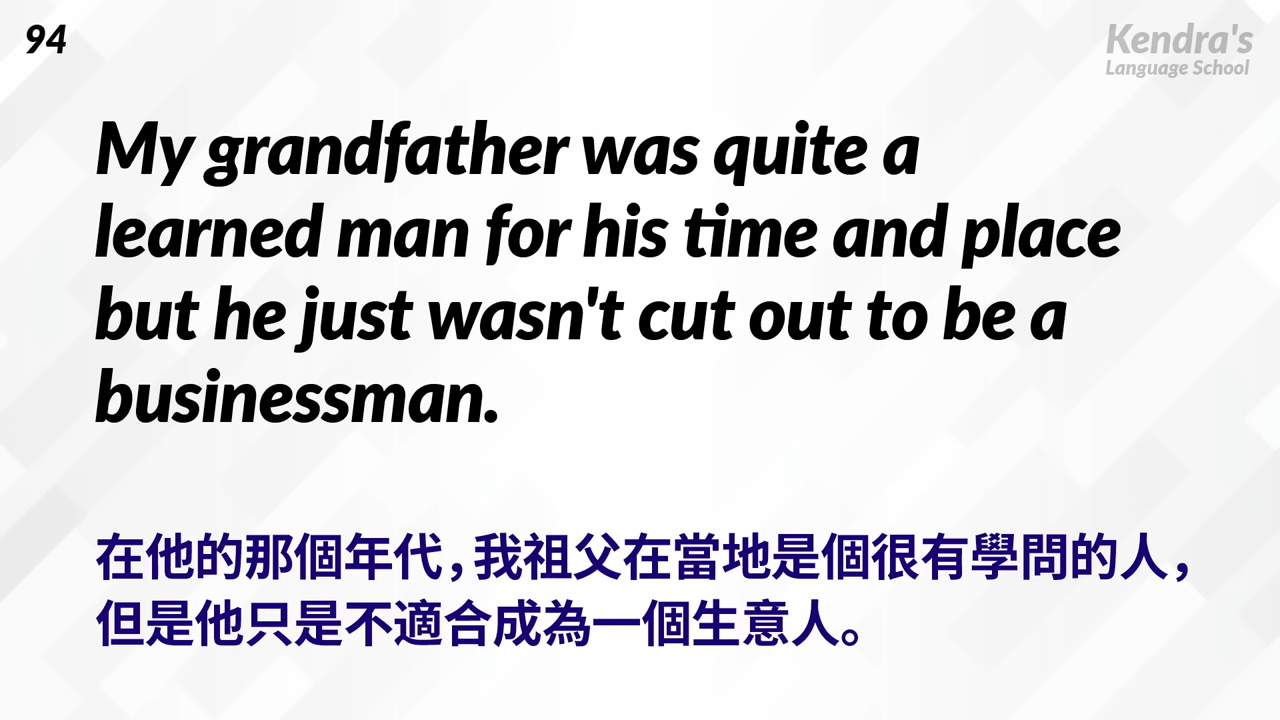 94
Kendra's
Language School
My grandfather was quite a
learned man for his time and place
but he just wasn't cut out to be a
businessman.
在他的那個年代，我祖父在當地是個很有學問的人，
但是他只是不適合成為一個生意人。